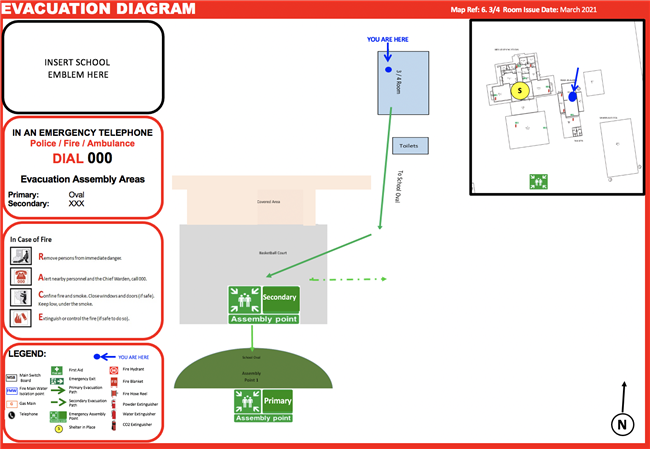 EVACUATION DIAGRAM
Map Ref: 6. 3/4 Room Issue Date: March 2021
INSERT SCHOOL
EMBLEM HERE
IN AN EMERGENCY TELEPHONE
Police / Fire / Ambulance
DIAL 000
Evacuation Assembly Areas
Primary: Oval
Secondary: XXX
In Case of Fire
Remove persons from immediate danger.
Alert nearby personnel and the Chief Warden, call 000.
Confine fire and smoke. Close windows and doors (if safe).
Keep low, under the smoke.
Extinguish or control the fire (if safe to do so).
LEGEND:
YOU ARE HERE
MSB
Main Switch
Board
Fire Main Water
Isolation point
Gas Main
Telephone
First Aid
Emergency Exit
Primary Evacuation
Path
Secondary Evacuation
Path
Emergency Assembly
Point
S
Shelter in Place
Fire Hydrant
Fire Blanket
Fire Hose Reel
Powder Extinguisher
Water Extinguisher
CO2 Extinguisher
YOU ARE HERE
3 / 4 Room
Toilets
To School Oval
Covered Area
Basketball Court
Secondary
Assembly point
School Oval
Assembly
Point 1
Primary
Assembly point
S
N